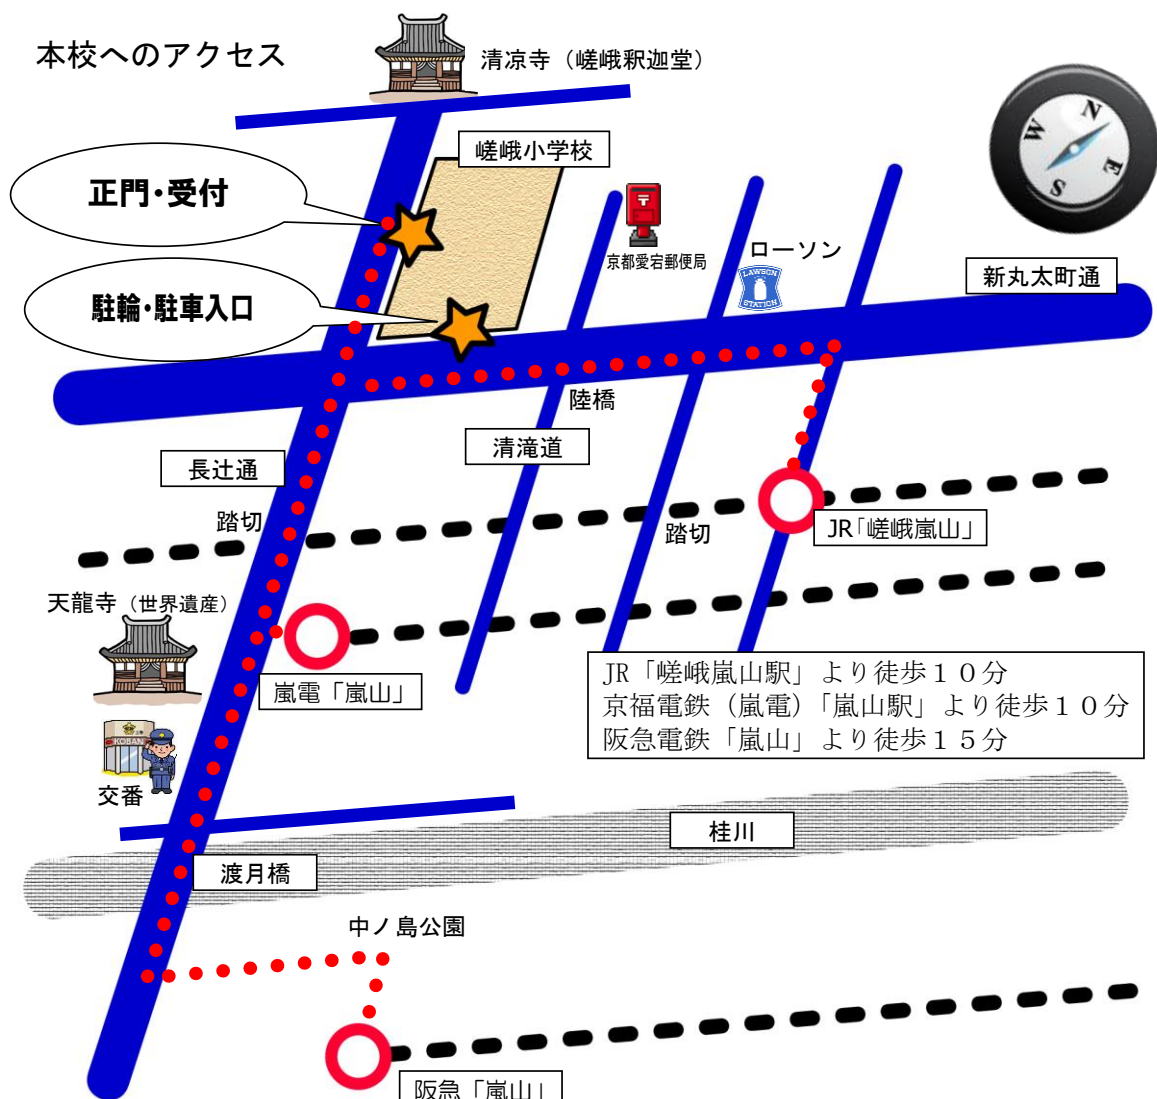 本校へのアクセス
清凉寺（嵯峨釈迦堂）
嵯峨小学校
正門・受付
N
W
E
S
〒
京都愛宕郵便局
ローソン
LAWSON
STATION
新丸太町通
駐輪・駐車入口
陸橋
清滝道
長辻通
踏切
踏切
JR「嵯峨嵐山」
天龍寺（世界遺産）
嵐電「嵐山」
JR「嵯峨嵐山駅」より徒歩１０分
京福電鉄（嵐電）「嵐山駅」より徒歩１０分
阪急電鉄「嵐山」より徒歩１５分
KOBAN
交番
桂川
渡月橋
中ノ島公園
阪急「嵐山」